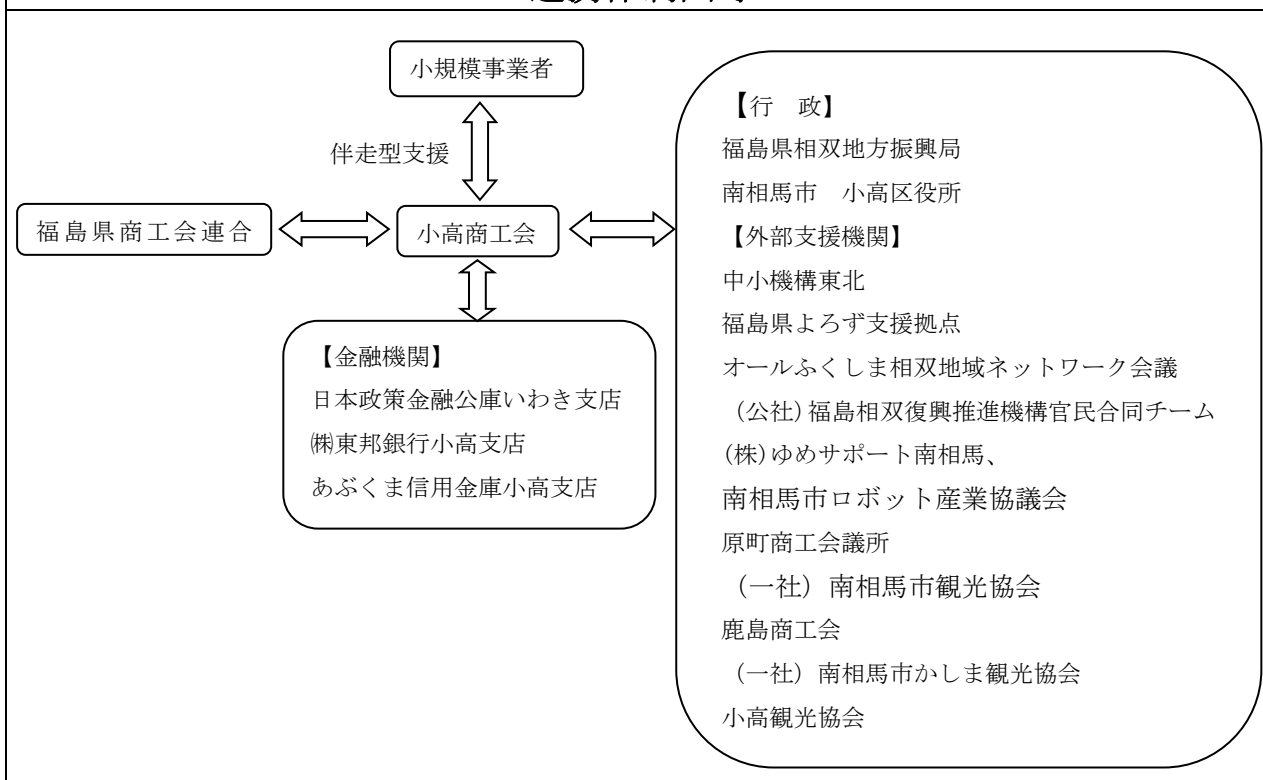 小規模事業者
伴走型支援
福島県商工会連合
小高商工会
【金融機関】
日本政策金融公庫いわき支店
㈱東邦銀行小高支店
あぶくま信用金庫小高支店
【行　政】
福島県相双地方振興局
南相馬市　小高区役所
【外部支援機関】
中小機構東北
福島県よろず支援拠点
オールふくしま相双地域ネットワーク会議
（公社）福島相双復興推進機構官民合同チーム
（株）ゆめサポート南相馬、
南相馬市ロボット産業協議会
原町商工会議所
（一社）南相馬市観光協会
鹿島商工会
（一社）南相馬市かしま観光協会
小高観光協会